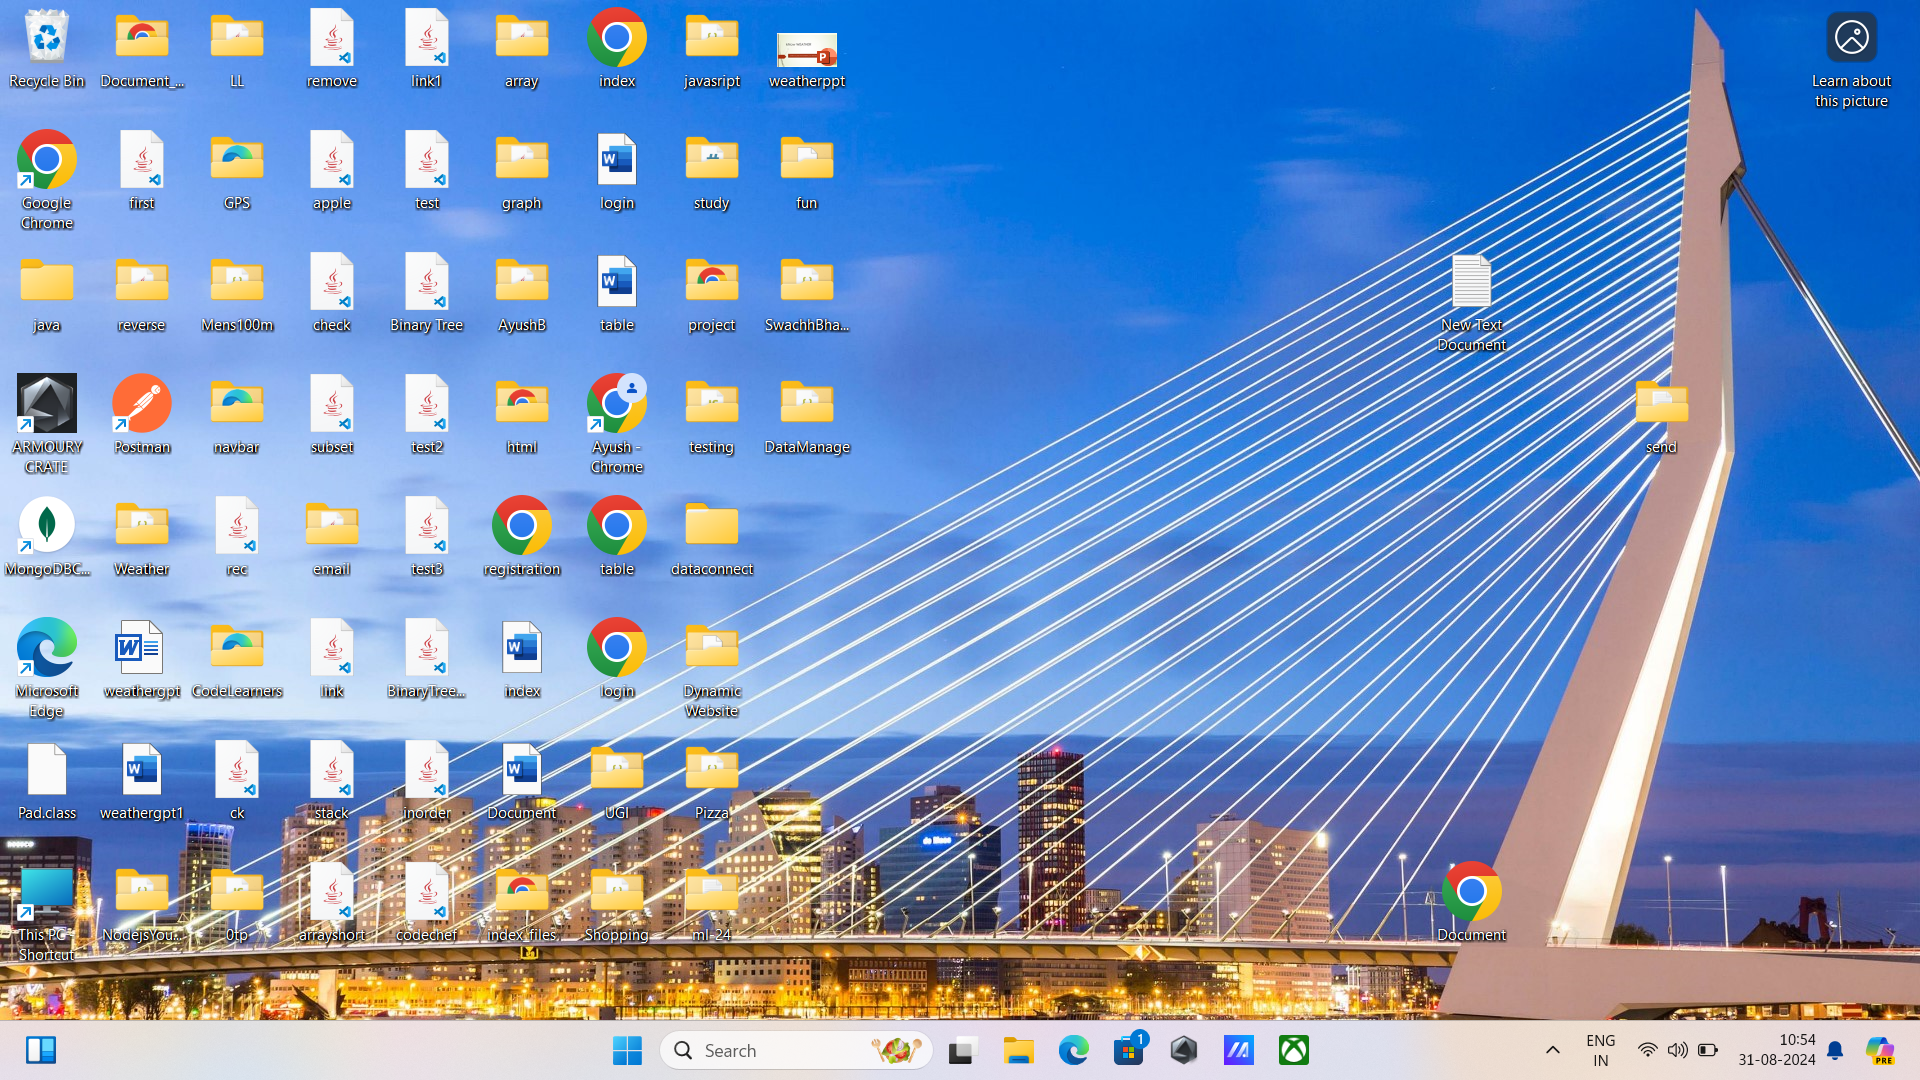 Recycle Bin
Document_...
LL
remove
link1
array
index
javasript
weatherppt
Learn about
this picture
Google
Chrome
first
GPS
apple
test
graph
login
study
fun
java
reverse
Mens100m
check
Binary Tree
AyushB
table
project
SwachhBha...
New Text
Document
ARMOURY
CRATE
Postman
navbar
subset
test2
html
Ayush -
Chrome
testing
DataManage
send
MongoDBC...
Weather
rec
email
test3
registration
table
dataconnect
Microsoft
Edge
weathergpt
CodeLearners
link
BinaryTree...
index
login
Dynamic
Website
Pad.class
weathergpt1
ck
stack
inorder
Document
UGI
Pizza
This PC -
Shortcut
NodejsYou...
0tp
arrayshort
codechef
index_files
Shopping
ml-24
Document
Search
1
ENG
IN
10:54
31-08-2024
PRE